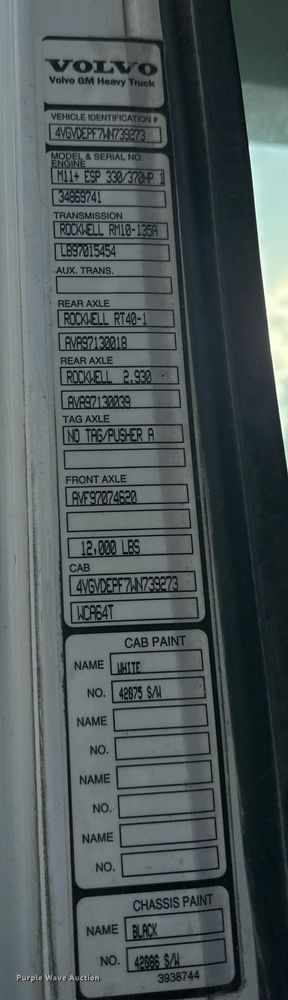 VOLVO
Volvo GM Heavy Truck
VEHICLE IDENTIFICATION #
4VGVDEPF7WN739273
MODEL & SERIAL NO.
ENGINE
M11+ ESP 330/370HP 1
34869741
TRANSMISSION
ROCKWELL RM10-135A
LB97015454
AUX. TRANS.
REAR AXLE
ROCKWELL RT40-1
AVA97130018
REAR AXLE
ROCKWELL 2.930
AVA97130039
TAG AXLE
NO TAG/PUSHER A
FRONT AXLE
AVF97074620
12,000 LBS
CAB
4VGVDEPF7WN739273
WCA64T
CAB PAINT
NAME WHITE
NO. 42075 S/W
NAME
NO.
NAME
NO.
NAME
NO.
CHASSIS PAINT
NAME BLACK
NO. 42086 S/W
3938744
Purple Wave Auction